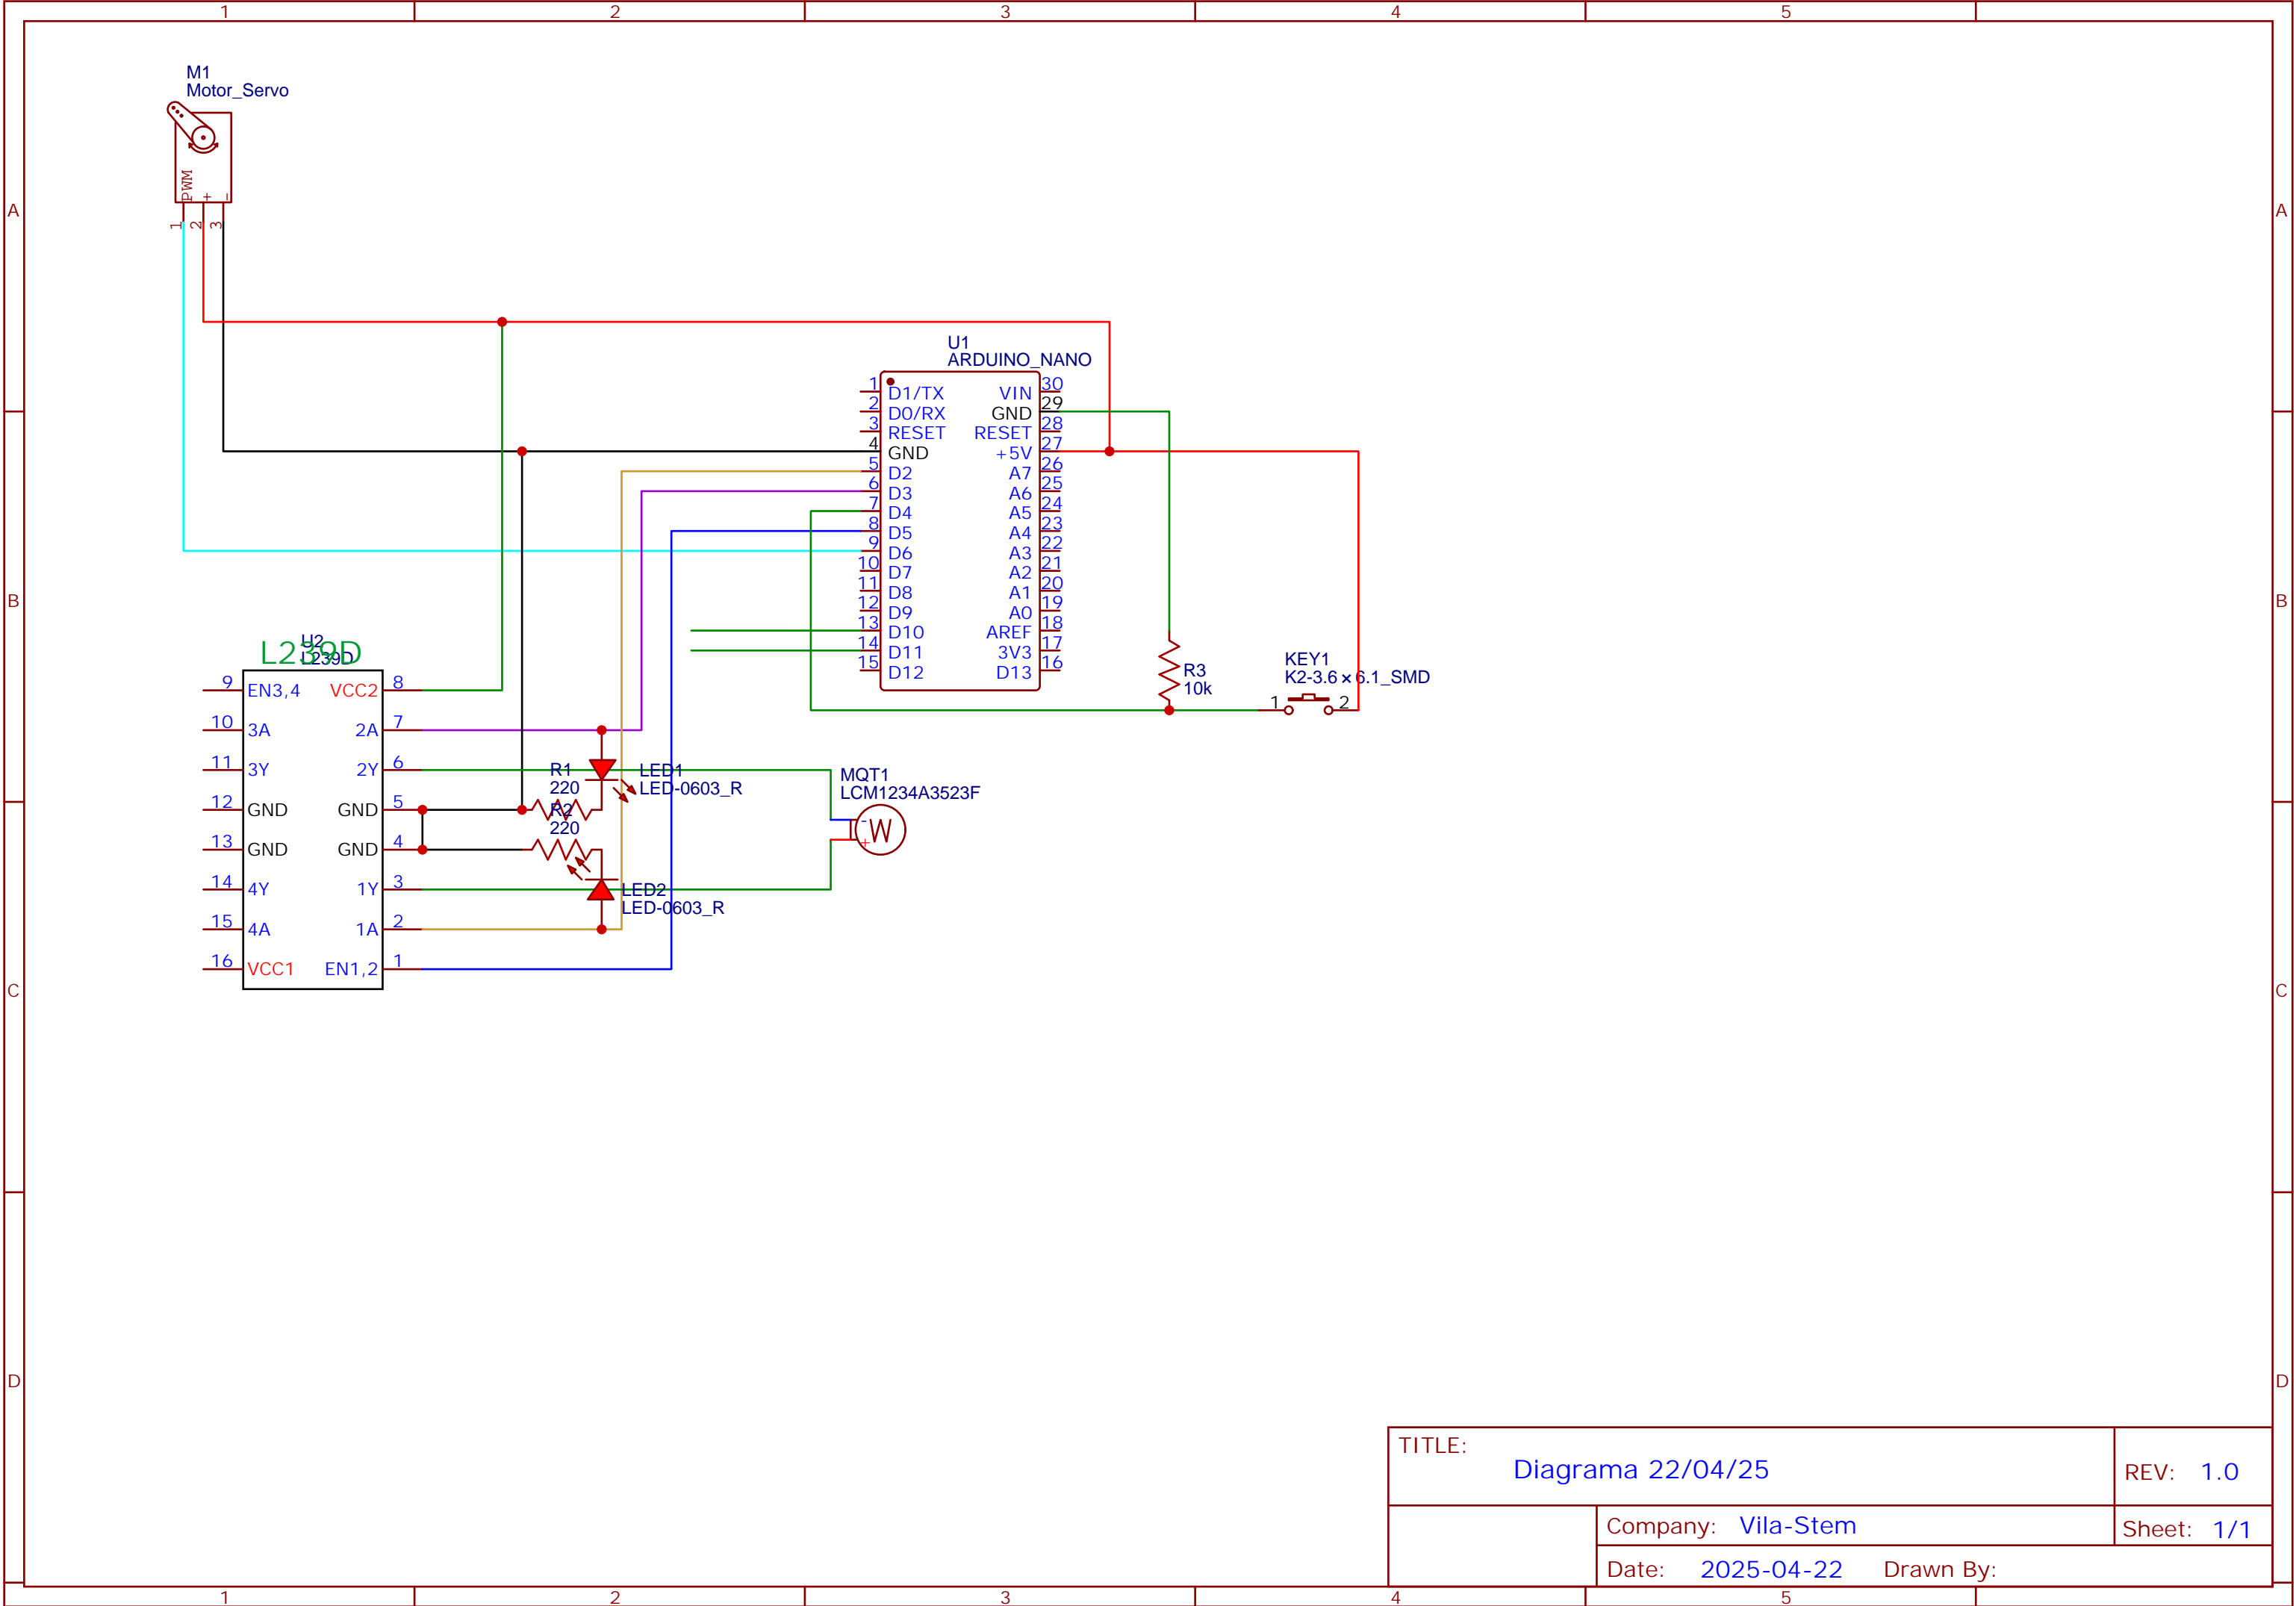 1 2 3 4 5
A A
B B
C C
D D
M1
Motor_Servo
PWM
+
-
1
2
3
U1
ARDUINO_NANO
1 D1/TX VIN 30
2 D0/RX GND 29
3 RESET RESET 28
4 GND +5V 27
5 D2 A7 26
6 D3 A6 25
7 D4 A5 24
8 D5 A4 23
9 D6 A3 22
10 D7 A2 21
11 D8 A1 20
12 D9 A0 19
13 D10 AREF 18
14 D11 3V3 17
15 D12 D13 16
R3
10k
KEY1
K2-3.6×6.1_SMD
1 2
U2
L239D
L239D
9 EN3,4 VCC2 8
10 3A 2A 7
11 3Y 2Y 6
12 GND GND 5
13 GND GND 4
14 4Y 1Y 3
15 4A 1A 2
16 VCC1 EN1,2 1
R1
220
R2
220
LED1
LED-0603_R
LED2
LED-0603_R
MQT1
LCM1234A3523F
-
W
+
TITLE:
Diagrama 22/04/25
REV: 1.0
Company: Vila-Stem
Sheet: 1/1
Date: 2025-04-22 Drawn By:
1 2 3 4 5